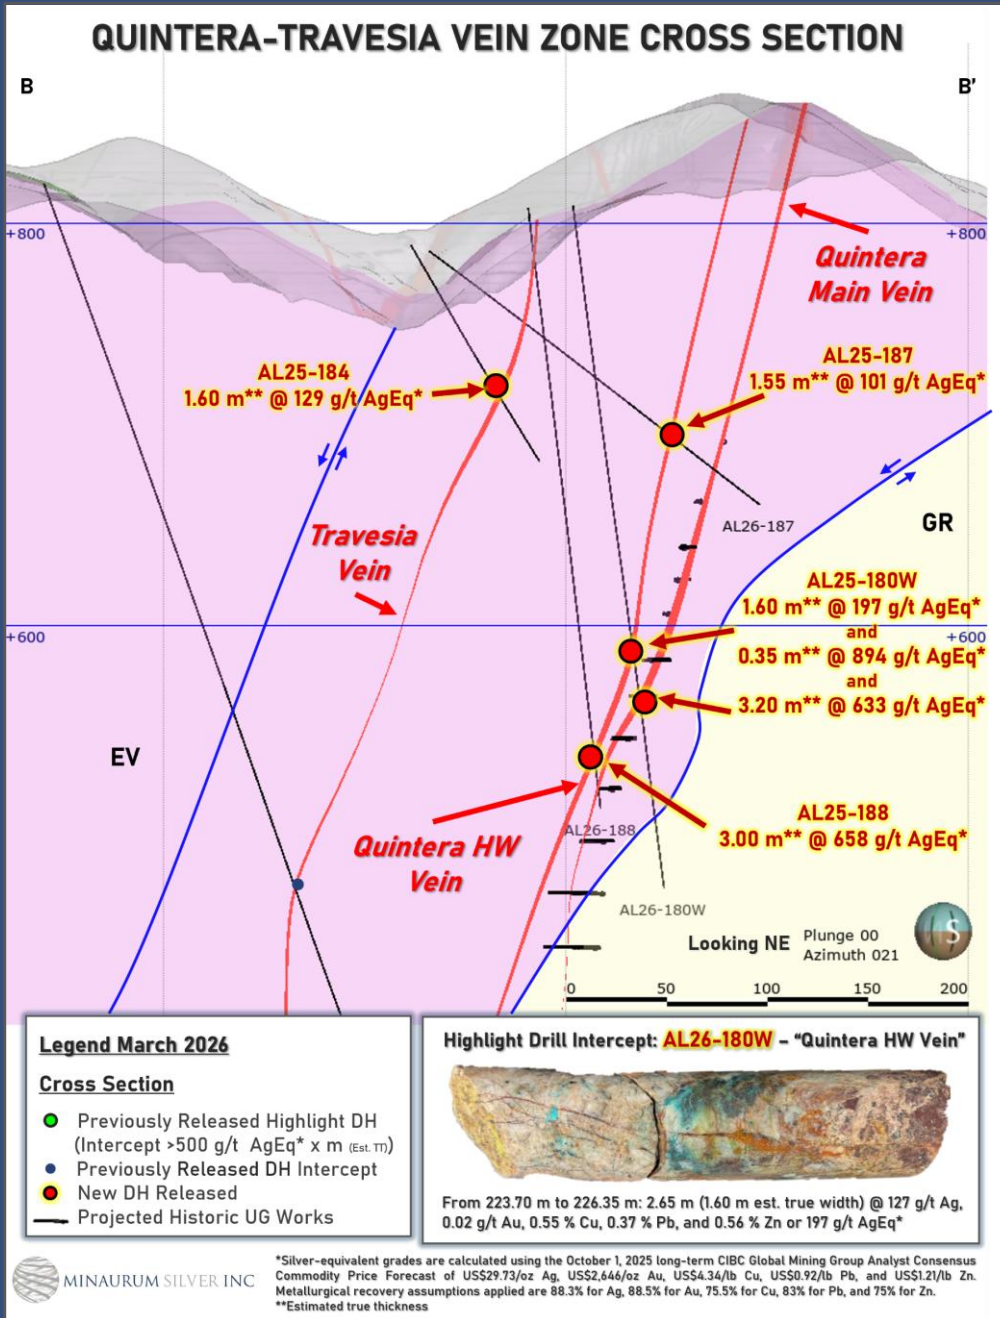 QUINTERA-TRAVESIA VEIN ZONE CROSS SECTION
B
B'
+800
+800
Quintera
Main Vein
AL25-184
1.60 m** @ 129 g/t AgEq*
AL25-187
1.55 m** @ 101 g/t AgEq*
AL26-187
GR
Travesia
Vein
AL25-180W
1.60 m** @ 197 g/t AgEq*
and
0.35 m** @ 894 g/t AgEq*
and
3.20 m** @ 633 g/t AgEq*
+600
+600
EV
AL25-188
3.00 m** @ 658 g/t AgEq*
AL26-188
Quintera HW
Vein
AL26-180W
Looking NE
Plunge 00
Azimuth 021
S
0 50 100 150 200
Legend March 2026
Cross Section
Previously Released Highlight DH
(Intercept >500 g/t AgEq* x m (Est. TT)
Previously Released DH Intercept
New DH Released
Projected Historic UG Works
Highlight Drill Intercept: AL26-180W – “Quintera HW Vein”
From 223.70 m to 226.35 m: 2.65 m (1.60 m est. true width) @ 127 g/t Ag,
0.02 g/t Au, 0.55 % Cu, 0.37 % Pb, and 0.56 % Zn or 197 g/t AgEq*
MINAURUM SILVER INC
*Silver-equivalent grades are calculated using the October 1, 2025 long-term CIBC Global Mining Group Analyst Consensus
Commodity Price Forecast of US$29.73/oz Ag, US$2,646/oz Au, US$4.34/lb Cu, US$0.92/lb Pb, and US$1.21/lb Zn.
Metallurgical recovery assumptions applied are 88.3% for Ag, 88.5% for Au, 75.5% for Cu, 83% for Pb, and 75% for Zn.
**Estimated true thickness